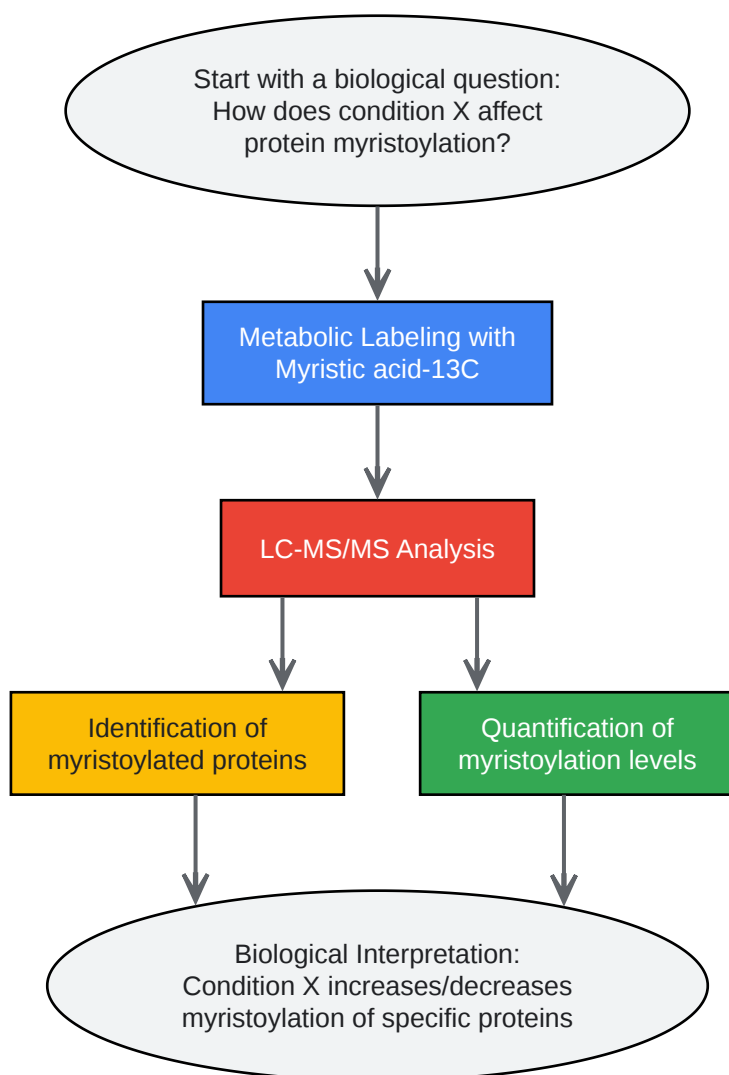 Start with a biological question:
How does condition X affect
protein myristoylation?
Metabolic Labeling with
Myristic acid-13C
LC-MS/MS Analysis
Identification of
myristoylated proteins
Quantification of
myristoylation levels
Biological Interpretation:
Condition X increases/decreases
myristoylation of specific proteins